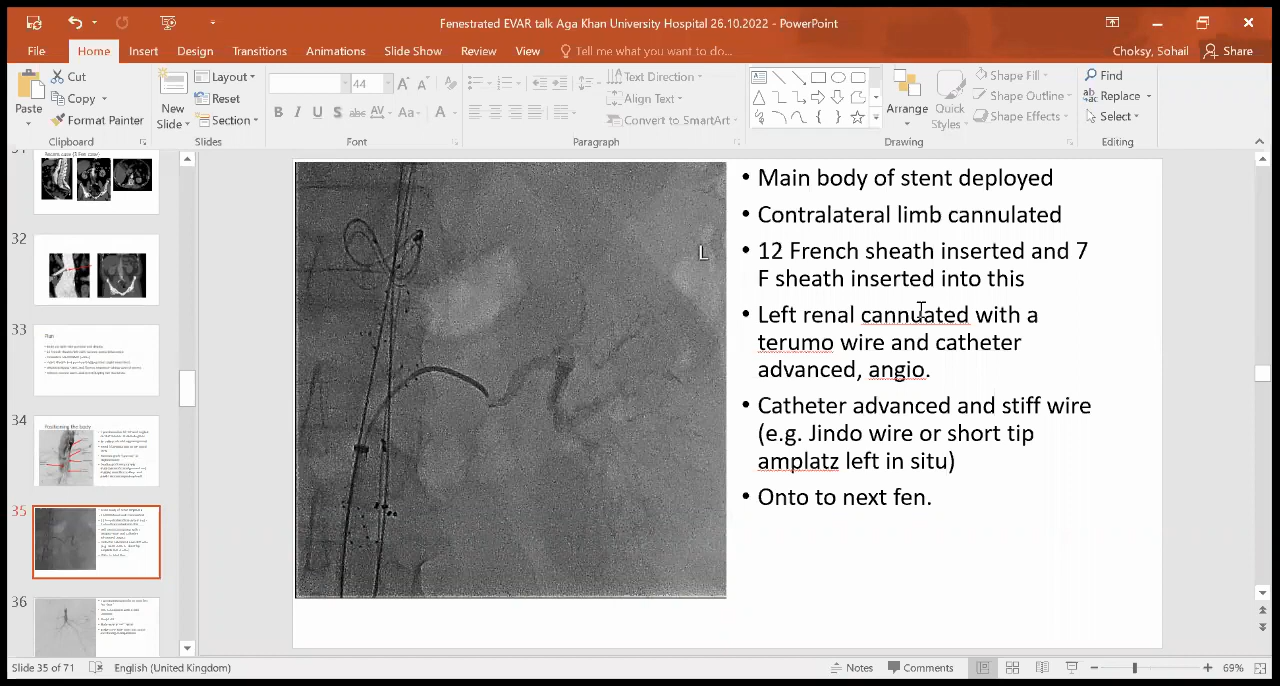 Fenestrated EVAR talk Aga Khan University Hospital 26.10.2022 - PowerPoint
File Home Insert Design Transitions Animations Slide Show Review View Tell me what you want to do... Choksy, Sohail Share
Paste
Cut
Copy
Format Painter
Clipboard
New
Slide
Layout
Reset
Section
Slides
44
B I U S abc AV Aa A
Font
Text Direction
Align Text
Convert to SmartArt
Paragraph
Arrange
Quick
Styles
Shape Fill
Shape Outline
Shape Effects
Drawing
Find
Replace
Select
Editing
32
33
Plan
34
Positioning the body
35
36
L
• Main body of stent deployed
• Contralateral limb cannulated
• 12 French sheath inserted and 7
F sheath inserted into this
• Left renal cannuated with a
terumo wire and catheter
advanced, angio.
• Catheter advanced and stiff wire
(e.g. Jindo wire or short tip
amplatz left in situ)
• Onto to next fen.
Slide 35 of 71 English (United Kingdom) Notes Comments 69%